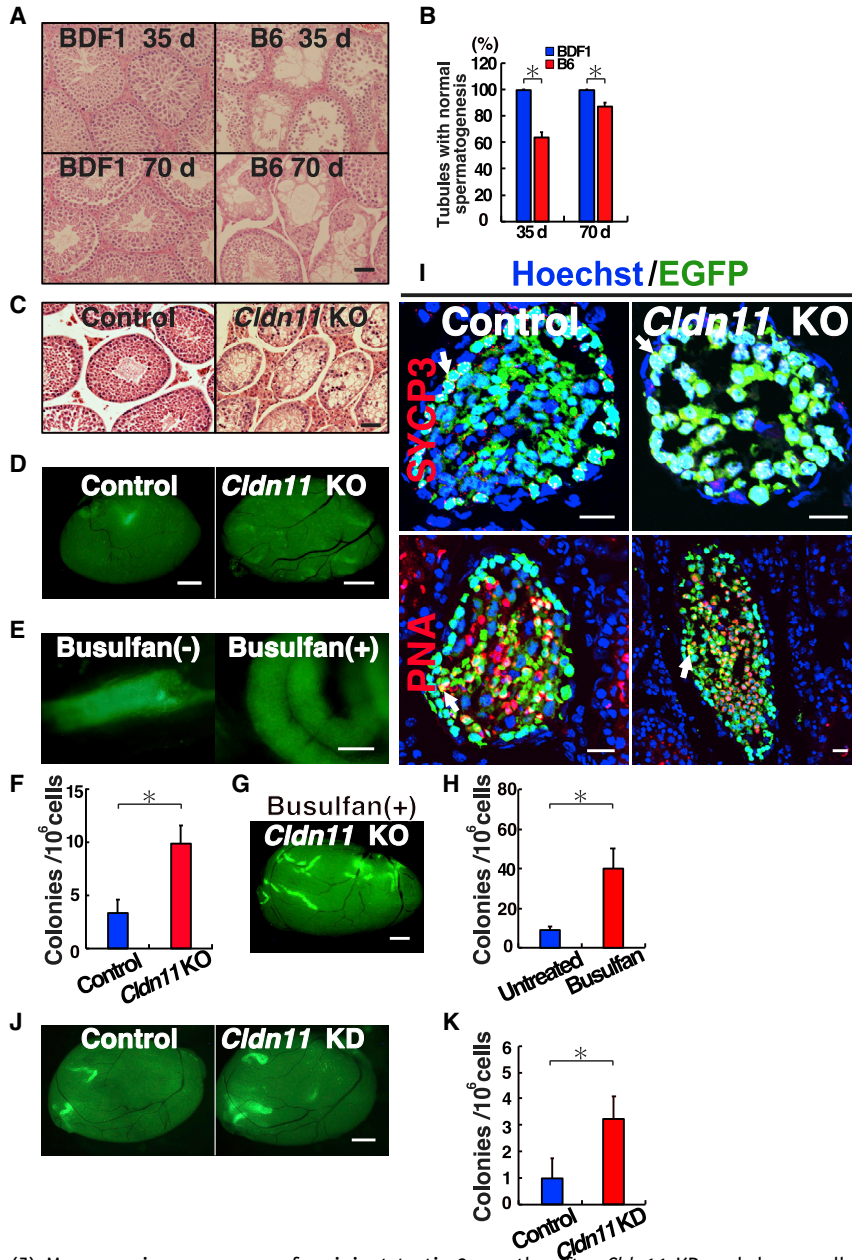 A
BDF1 35 d
B6 35 d
BDF1 70 d
B6 70 d
B
(%)
BDF1
B6
Tubules with normal
spermatogenesis
120
100
80
60
40
20
0
*
*
35 d
70 d
C
Control
Cldn11 KO
D
Control
Cldn11 KO
E
Busulfan(-)
Busulfan(+)
I
Hoechst/EGFP
Control
Cldn11 KO
SYCP3
PNA
F
Colonies /10⁶cells
15
10
5
0
*
Control
Cldn11 KO
G
Busulfan(+)
Cldn11 KO
H
Colonies /10⁶cells
80
60
40
20
0
*
Untreated
Busulfan
J
Control
Cldn11 KD
K
Colonies /10⁶cells
6
5
4
3
2
1
0
*
Control
Cldn11 KD